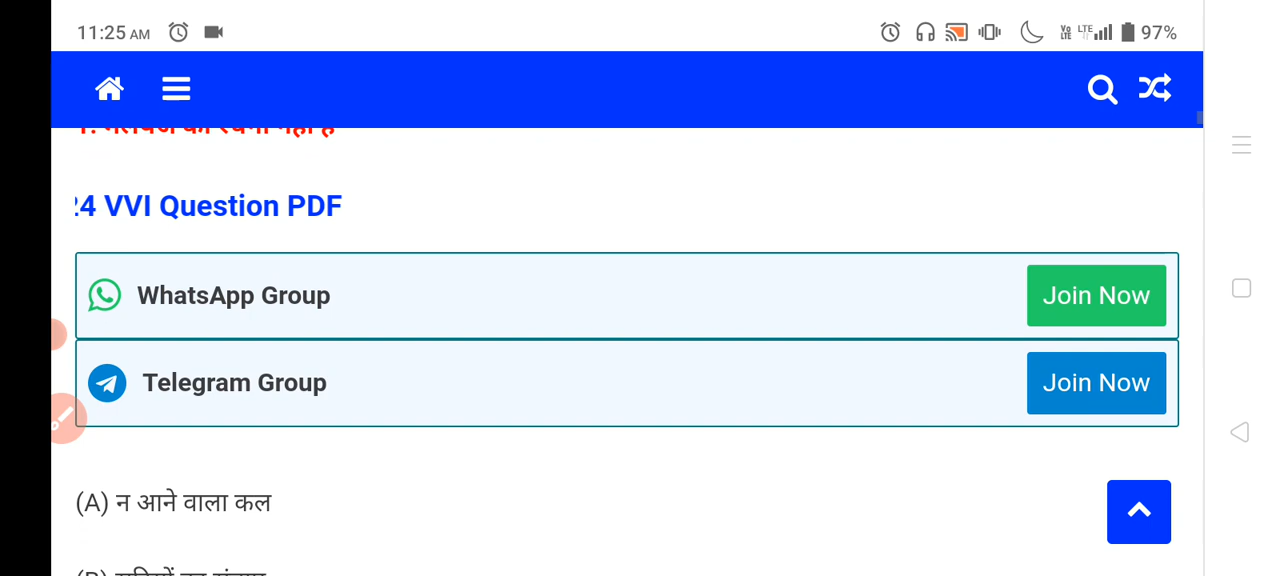 11:25 AM
97%
24 VVI Question PDF
WhatsApp Group
Join Now
Telegram Group
Join Now
(A) न आने वाला कल